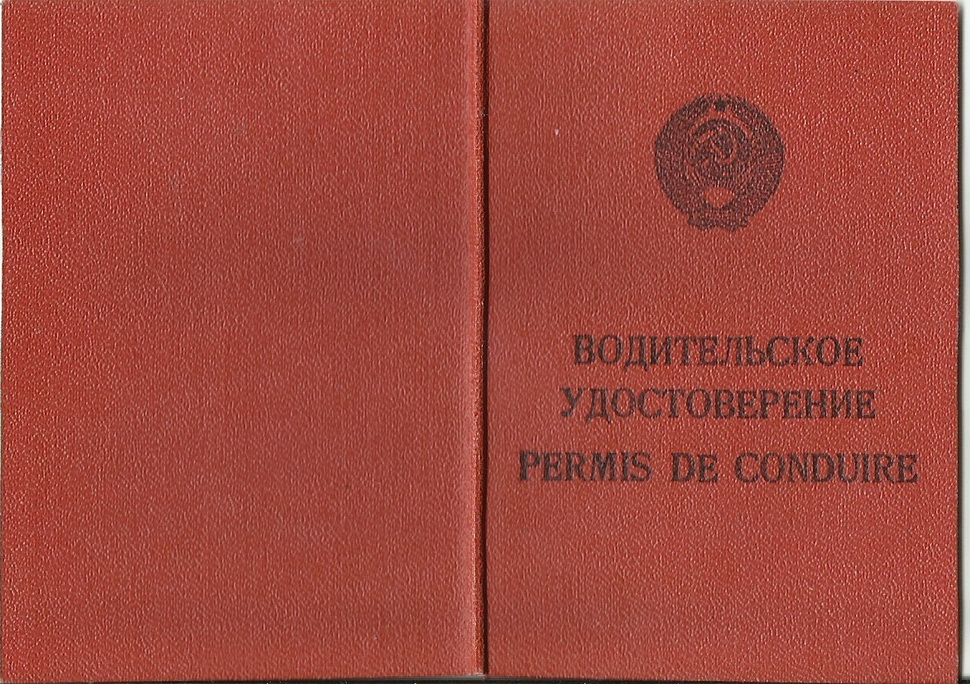 ВОДИТЕЛЬСКОЕ
УДОСТОВЕРЕНИЕ
PERMIS DE CONDUIRE